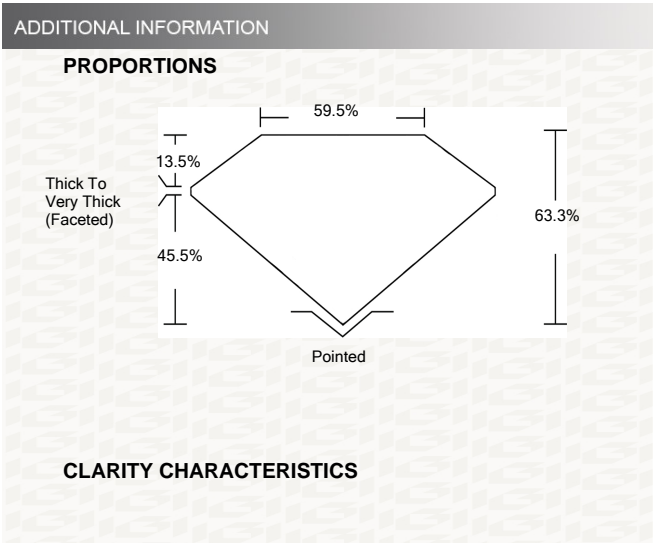 ADDITIONAL INFORMATION
PROPORTIONS
59.5%
13.5%
Thick To
Very Thick
(Faceted)
63.3%
45.5%
Pointed
CLARITY CHARACTERISTICS